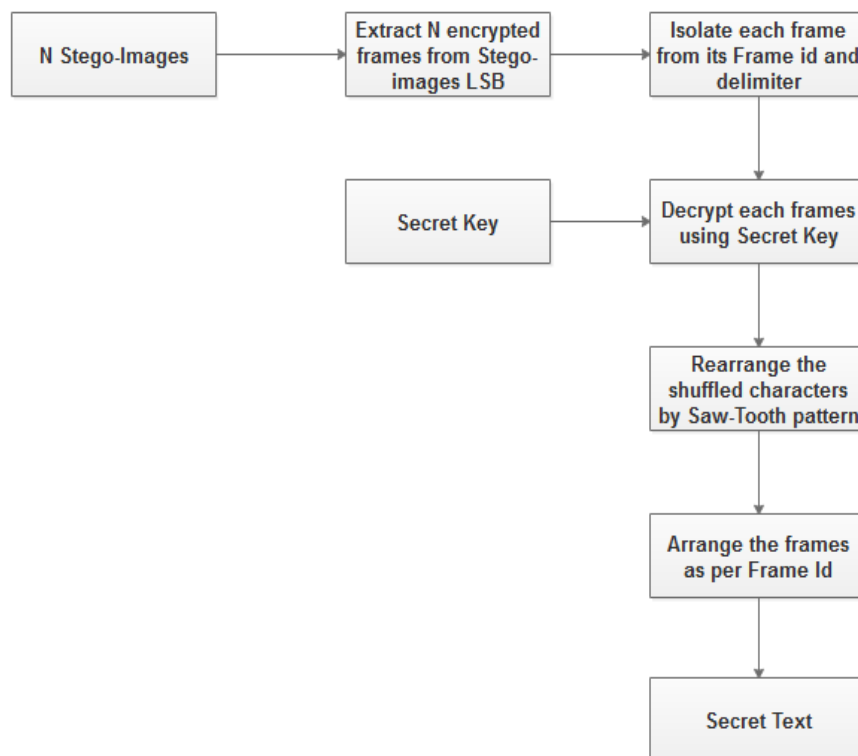 N Stego-Images
Extract N encrypted
frames from Stego-
images LSB
Isolate each frame
from its Frame id and
delimiter
Secret Key
Decrypt each frames
using Secret Key
Rearrange the
shuffled characters
by Saw-Tooth pattern
Arrange the frames
as per Frame Id
Secret Text